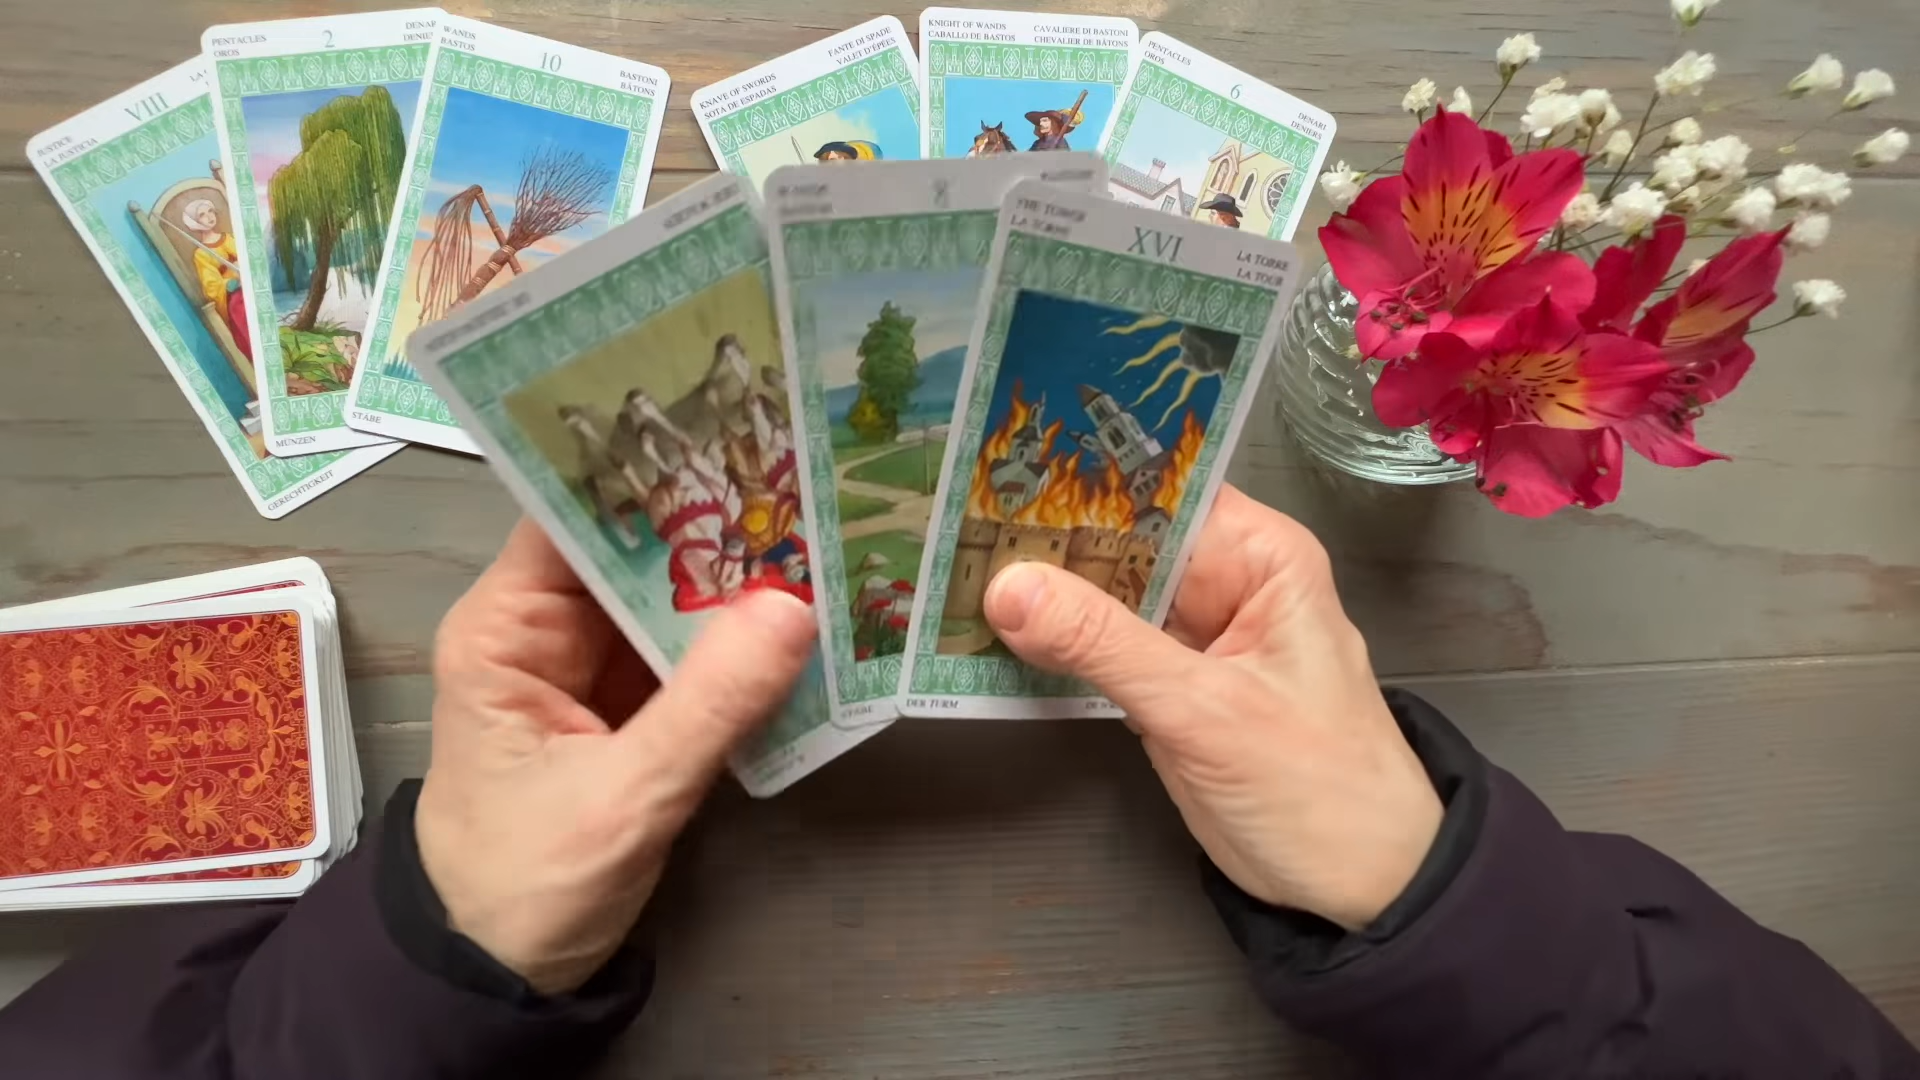 JUSTICE
LA JUSTICIA
VIII
GERECHTIGKEIT
PENTACLES
OROS
2
MÜNZEN
WANDS
BASTOS
10
BASTONI
BÂTONS
STÄBE
KNAVE OF SWORDS
SOTA DE ESPADAS
FANTE DI SPADE
VALET D'ÉPÉES
KNIGHT OF WANDS
CABALLO DE BASTOS
CAVALIERE DI BASTONI
CHEVALIER DE BÂTONS
PENTACLES
OROS
6
DENARI
DENIERS
STÄBE
THE TOWER
LA TORRE
XVI
LA TORRE
LA TOUR
DER TURM